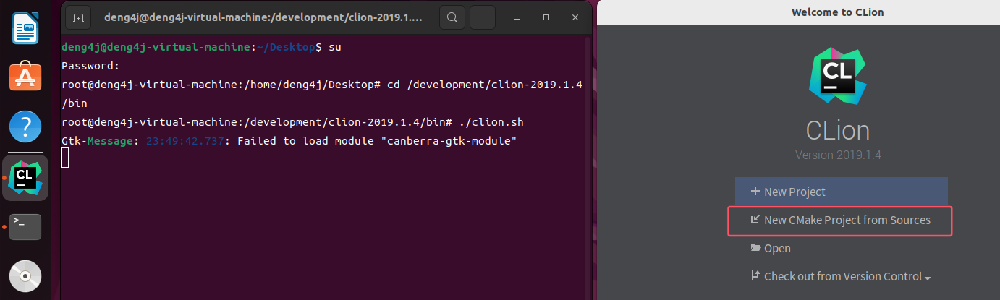 deng4j@deng4j-virtual-machine:/development/clion-2019.1....
deng4j@deng4j-virtual-machine:~/Desktop$ su
Password:
root@deng4j-virtual-machine:/home/deng4j/Desktop# cd /development/clion-2019.1.4
/bin
root@deng4j-virtual-machine:/development/clion-2019.1.4/bin# ./clion.sh
Gtk-Message: 23:49:42.737: Failed to load module "canberra-gtk-module"
?
CL
>_
Welcome to CLion
CL
CLion
Version 2019.1.4
New Project
New CMake Project from Sources
Open
Check out from Version Control